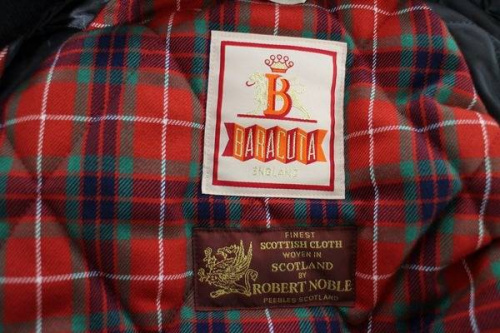 B
BARACUTA
ENGLAND
FINEST
SCOTTISH CLOTH
WOVEN IN
SCOTLAND
BY
ROBERT NOBLE
PEEBLES SCOTLAND